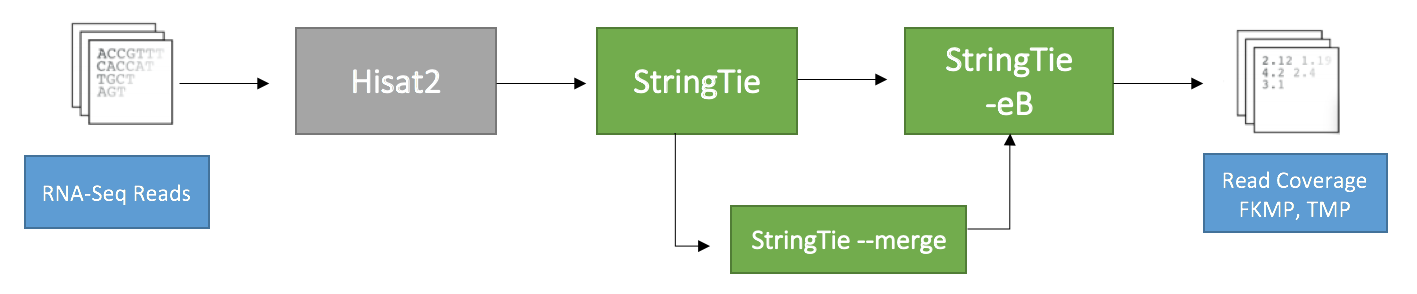 ACCGTTT
CACCAT
TGCT
AGT
RNA-Seq Reads
Hisat2
StringTie
StringTie
-eB
StringTie --merge
2.12 1.19
4.2 2.4
3.1
Read Coverage
FKMP, TMP